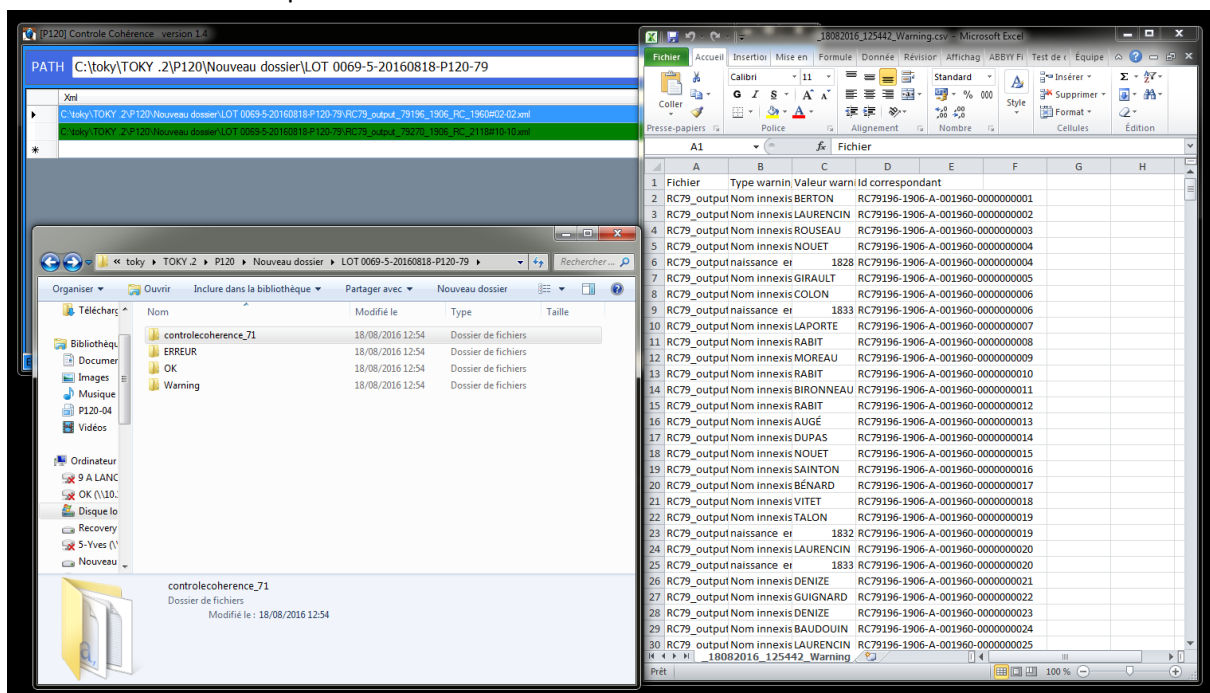 [P120] Controle Cohérence version 1.4
PATH C:\toky\TOKY .2\P120\Nouveau dossier\LOT 0069-5-20160818-P120-79
Xml
C:\toky\TOKY .2\P120\Nouveau dossier\LOT 0069-5-20160818-P120-79\RC79_output_79196_1906_RC_1960#02-02.xml
C:\toky\TOKY .2\P120\Nouveau dossier\LOT 0069-5-20160818-P120-79\RC79_output_79270_1906_RC_2118#10-10.xml
« toky TOKY .2 P120 Nouveau dossier LOT 0069-5-20160818-P120-79
Rechercher ...
Organiser Ouvrir Inclure dans la bibliothèque Partager avec Nouveau dossier
Nom Modifié le Type Taille
controlecoherence_71 18/08/2016 12:54 Dossier de fichiers
ERREUR 18/08/2016 12:54 Dossier de fichiers
OK 18/08/2016 12:54 Dossier de fichiers
Warning 18/08/2016 12:54 Dossier de fichiers
Télécharg
Bibliothèqu
Documer
Images
Musique
P120-04
Vidéos
Ordinateur
9 A LANC
OK (\\10.
Disque lo
Recovery
5-Yves (\
Nouveau
controlecoherence_71
Dossier de fichiers
Modifié le : 18/08/2016 12:54
_18082016_125442_Warning.csv - Microsoft Excel
Fichier Accueil Insertior Mise en Formule Donnée Révisior Affichag ABBYY Fi Test de c Équipe
Coller
Calibri 11
G I S
Standard
% 000
Style
Insérer
Supprimer
Format
Presse-papiers Police Alignement Nombre Cellules Édition
A1 fx Fichier
A B C D E F G H
1 Fichier Type warnin Valeur warni Id correspondant
2 RC79_output Nom innexis BERTON RC79196-1906-A-001960-0000000001
3 RC79_output Nom innexis LAURENCIN RC79196-1906-A-001960-0000000002
4 RC79_output Nom innexis ROUSEAU RC79196-1906-A-001960-0000000003
5 RC79_output Nom innexis NOUET RC79196-1906-A-001960-0000000004
6 RC79_output naissance er 1828 RC79196-1906-A-001960-0000000004
7 RC79_output Nom innexis GIRAULT RC79196-1906-A-001960-0000000005
8 RC79_output Nom innexis COLON RC79196-1906-A-001960-0000000006
9 RC79_output naissance er 1833 RC79196-1906-A-001960-0000000006
10 RC79_output Nom innexis LAPORTE RC79196-1906-A-001960-0000000007
11 RC79_output Nom innexis RABIT RC79196-1906-A-001960-0000000008
12 RC79_output Nom innexis MOREAU RC79196-1906-A-001960-0000000009
13 RC79_output Nom innexis RABIT RC79196-1906-A-001960-0000000010
14 RC79_output Nom innexis BIRONNEAU RC79196-1906-A-001960-0000000011
15 RC79_output Nom innexis RABIT RC79196-1906-A-001960-0000000012
16 RC79_output Nom innexis AUGÉ RC79196-1906-A-001960-0000000013
17 RC79_output Nom innexis DUPAS RC79196-1906-A-001960-0000000014
18 RC79_output Nom innexis NOUET RC79196-1906-A-001960-0000000015
19 RC79_output Nom innexis SAINTON RC79196-1906-A-001960-0000000016
20 RC79_output Nom innexis BÉNARD RC79196-1906-A-001960-0000000017
21 RC79_output Nom innexis VITET RC79196-1906-A-001960-0000000018
22 RC79_output Nom innexis TALON RC79196-1906-A-001960-0000000019
23 RC79_output naissance er 1832 RC79196-1906-A-001960-0000000019
24 RC79_output Nom innexis LAURENCIN RC79196-1906-A-001960-0000000020
25 RC79_output naissance er 1833 RC79196-1906-A-001960-0000000020
26 RC79_output Nom innexis DENIZE RC79196-1906-A-001960-0000000021
27 RC79_output Nom innexis GUIGNARD RC79196-1906-A-001960-0000000022
28 RC79_output Nom innexis DENIZE RC79196-1906-A-001960-0000000023
29 RC79_output Nom innexis BAUDOUIN RC79196-1906-A-001960-0000000024
30 RC79_output Nom innexis LAURENCIN RC79196-1906-A-001960-0000000025
_18082016_125442_Warning
Prêt 100 %